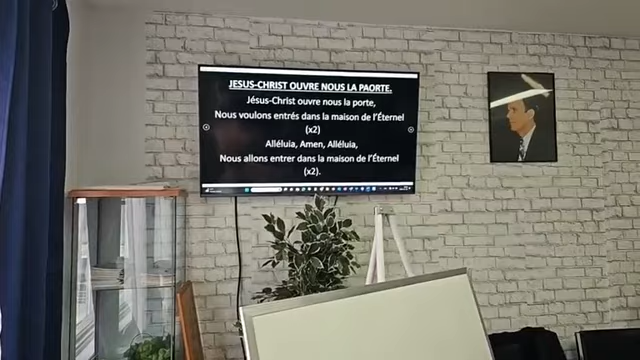 JESUS-CHRIST OUVRE NOUS LA PAORTE.
Jésus-Christ ouvre nous la porte,
Nous voulons entrés dans la maison de l'Éternel
(x2)
Alléluia, Amen, Alléluia,
Nous allons entrer dans la maison de l'Éternel
(x2).